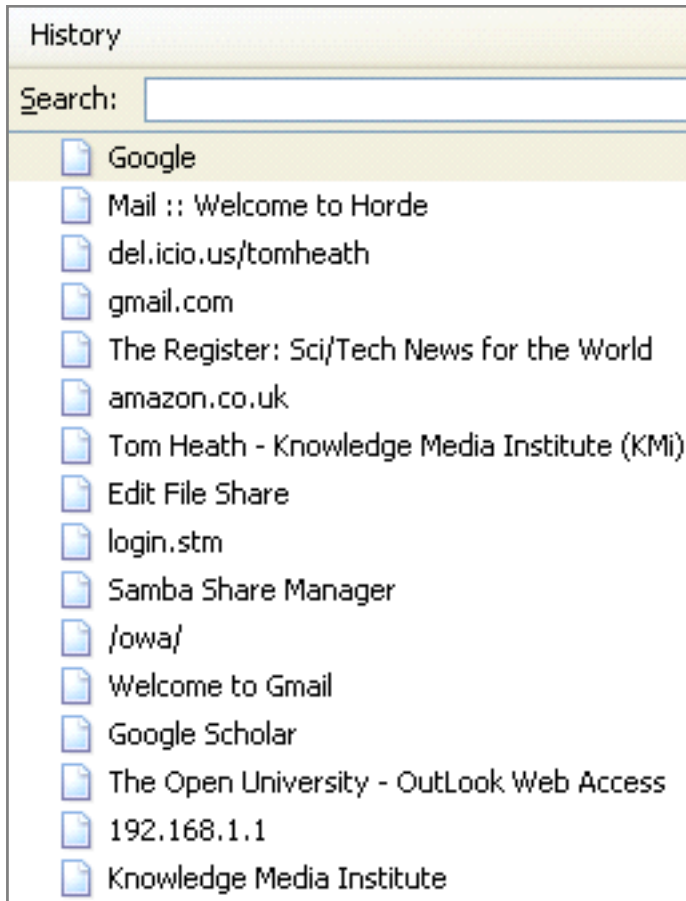 History
Search:
Google
Mail :: Welcome to Horde
del.icio.us/tomheath
gmail.com
The Register: Sci/Tech News for the World
amazon.co.uk
Tom Heath - Knowledge Media Institute (KMi)
Edit File Share
login.stm
Samba Share Manager
/owa/
Welcome to Gmail
Google Scholar
The Open University - OutLook Web Access
192.168.1.1
Knowledge Media Institute